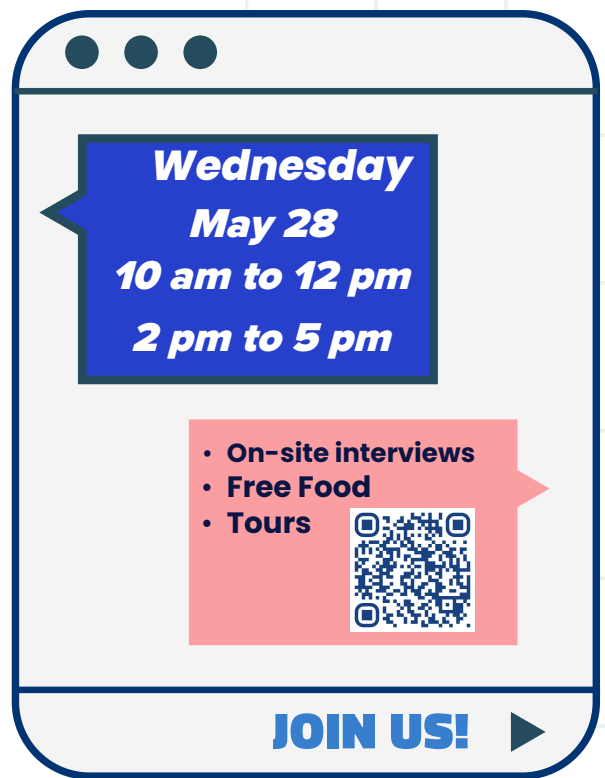 Wednesday
May 28
10 am to 12 pm
2 pm to 5 pm
• On-site interviews
• Free Food
• Tours
JOIN US!